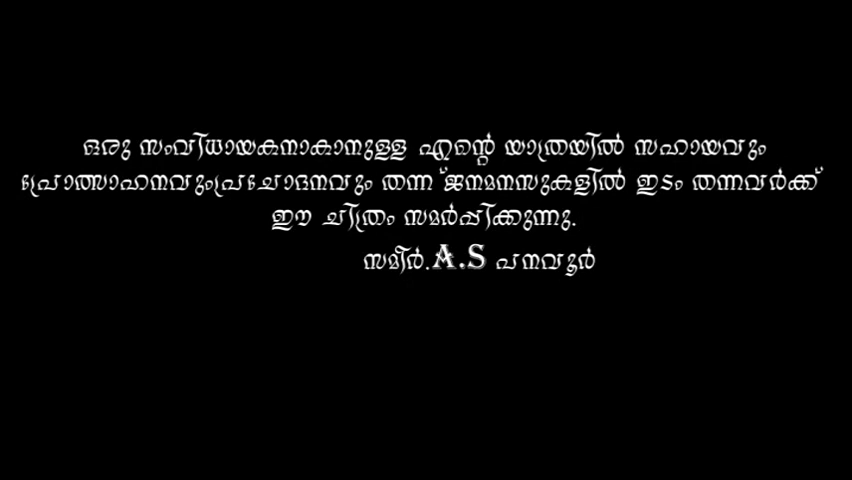 ഒരു സംവിധായകനാകാനുള്ള എന്റെ യാത്രയിൽ സഹായവും
പ്രോത്സാഹനവുംപ്രചോദനവും തന്ന് ജനമനസുകളിൽ ഇടം തന്നവർക്ക്
ഈ ചിത്രം സമർപ്പിക്കുന്നു.
സമീർ.A.S പനവൂർ